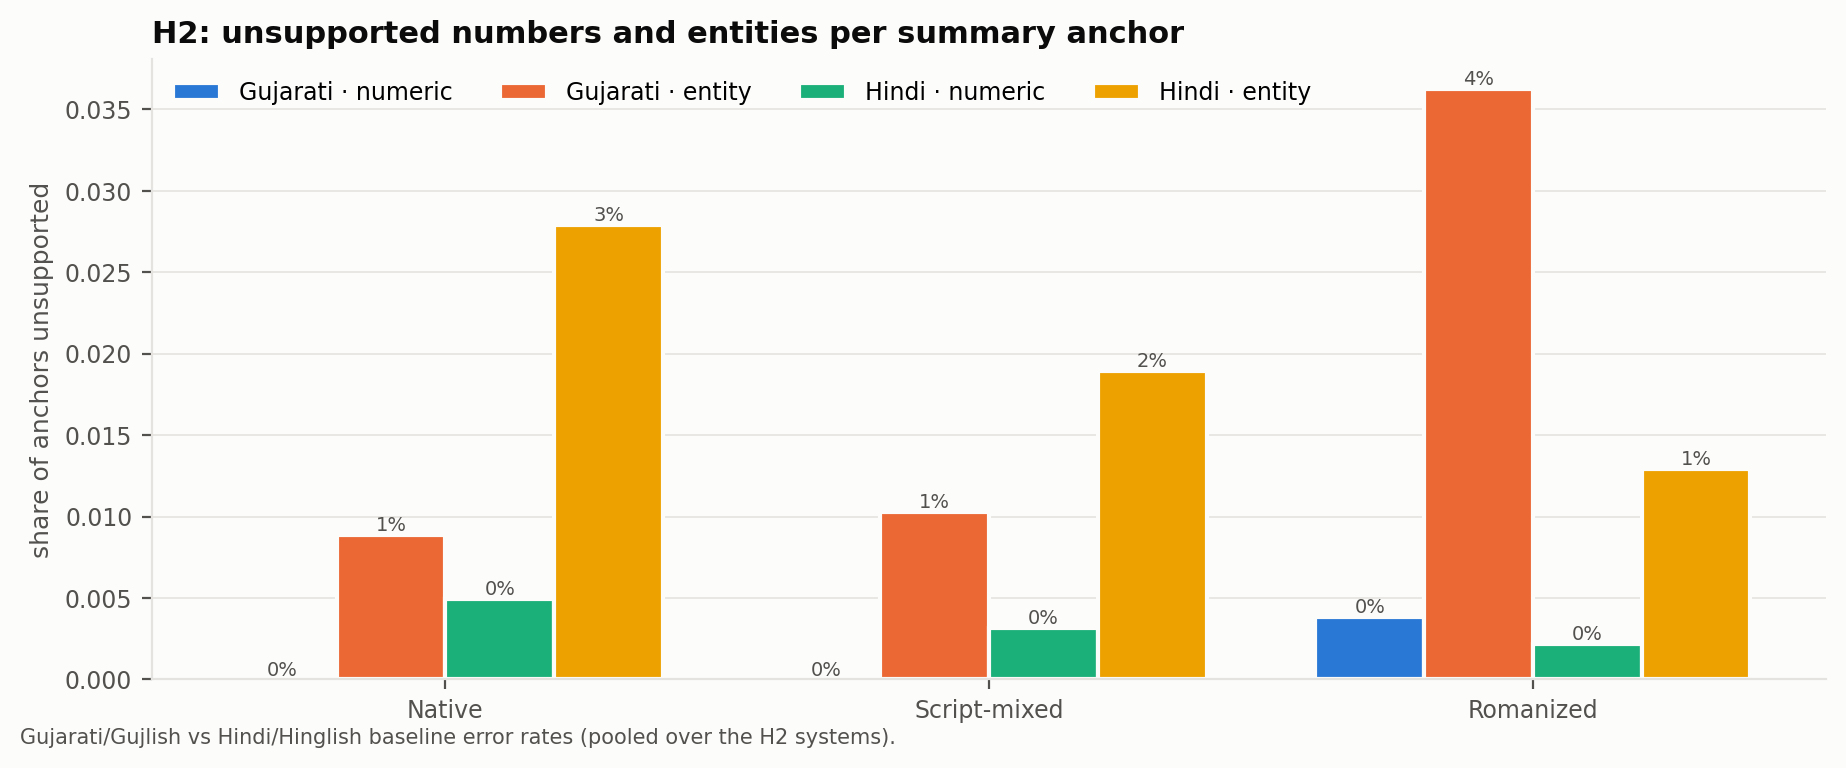 H2: unsupported numbers and entities per summary anchor
Gujarati · numeric
Gujarati · entity
Hindi · numeric
Hindi · entity
share of anchors unsupported
0.035
0.030
0.025
0.020
0.015
0.010
0.005
0.000
0%
1%
0%
3%
0%
1%
0%
2%
0%
4%
0%
1%
Native
Script-mixed
Romanized
Gujarati/Gujlish vs Hindi/Hinglish baseline error rates (pooled over the H2 systems).